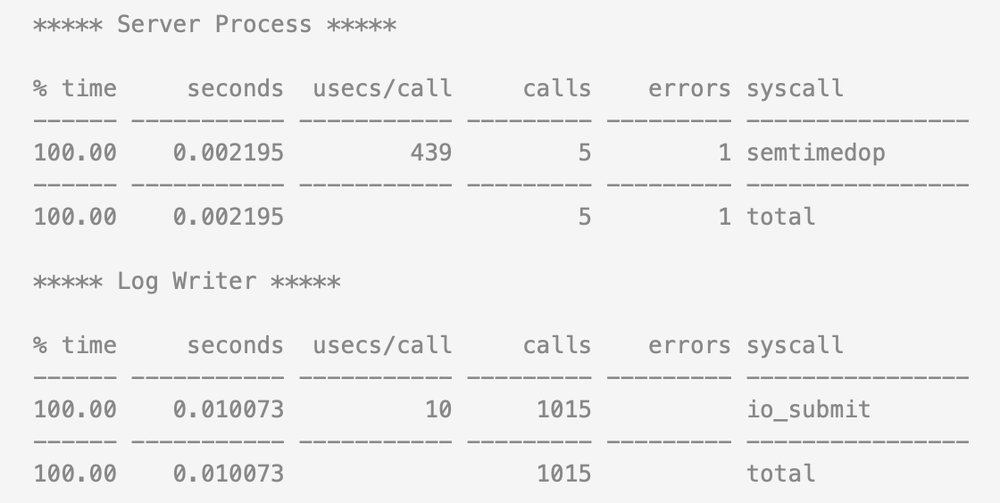 ***** Server Process *****
% time     seconds  usecs/call     calls    errors syscall
------ ----------- ----------- --------- --------- ----------------
100.00    0.002195         439         5         1 semtimedop
------ ----------- ----------- --------- --------- ----------------
100.00    0.002195                     5         1 total
***** Log Writer *****
% time     seconds  usecs/call     calls    errors syscall
------ ----------- ----------- --------- --------- ----------------
100.00    0.010073          10      1015           io_submit
------ ----------- ----------- --------- --------- ----------------
100.00    0.010073                  1015           total